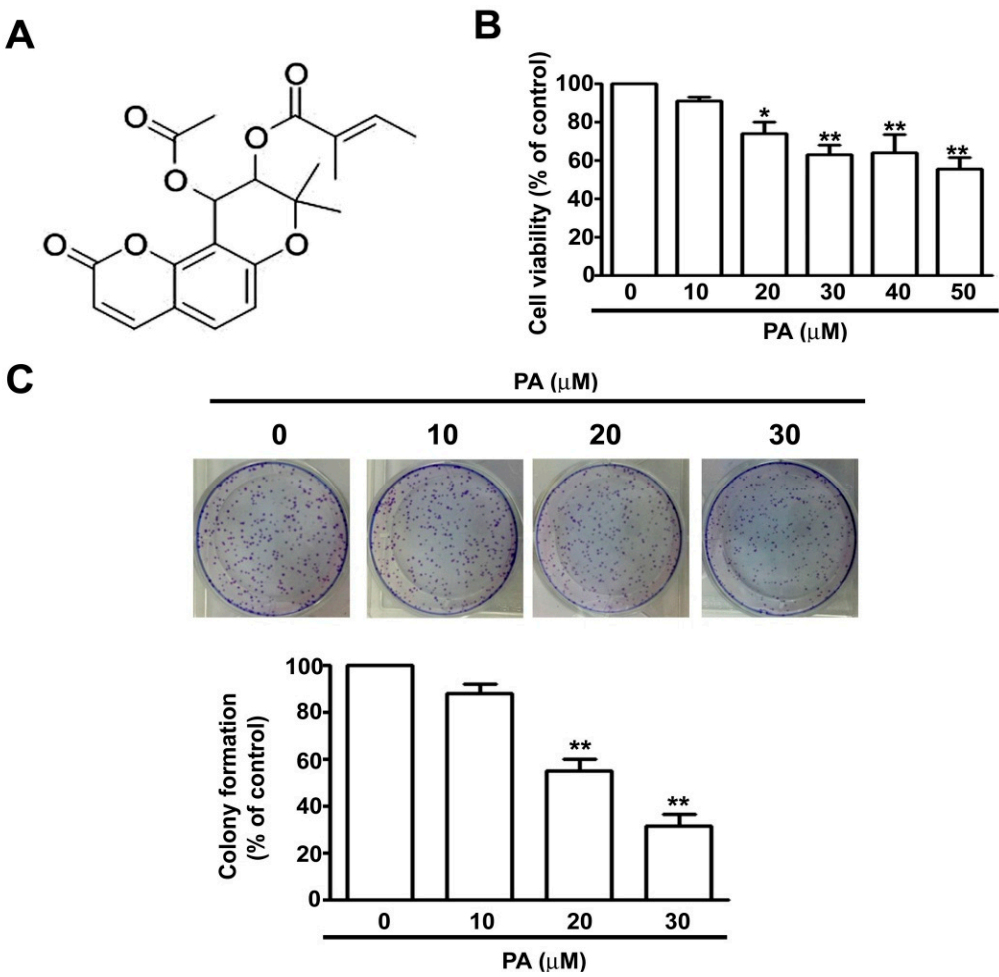 A
O
O
O
O
O
O
O
B
Cell viability (% of control)
100
80
60
40
20
0
*
**
**
**
0 10 20 30 40 50
PA (μM)
C
PA (μM)
0 10 20 30
Colony formation
(% of control)
100
80
60
40
20
0
**
**
0 10 20 30
PA (μM)